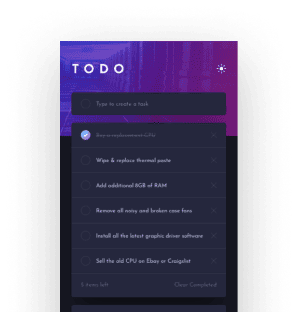 TODO
Type to create a task
Buy a replacement CPU
Wipe & replace thermal paste
Add additional 8GB of RAM
Remove all noisy and broken case fans
Install all the latest graphic driver software
Sell the old CPU on Ebay or Craigslist
5 items left
Clear Completed